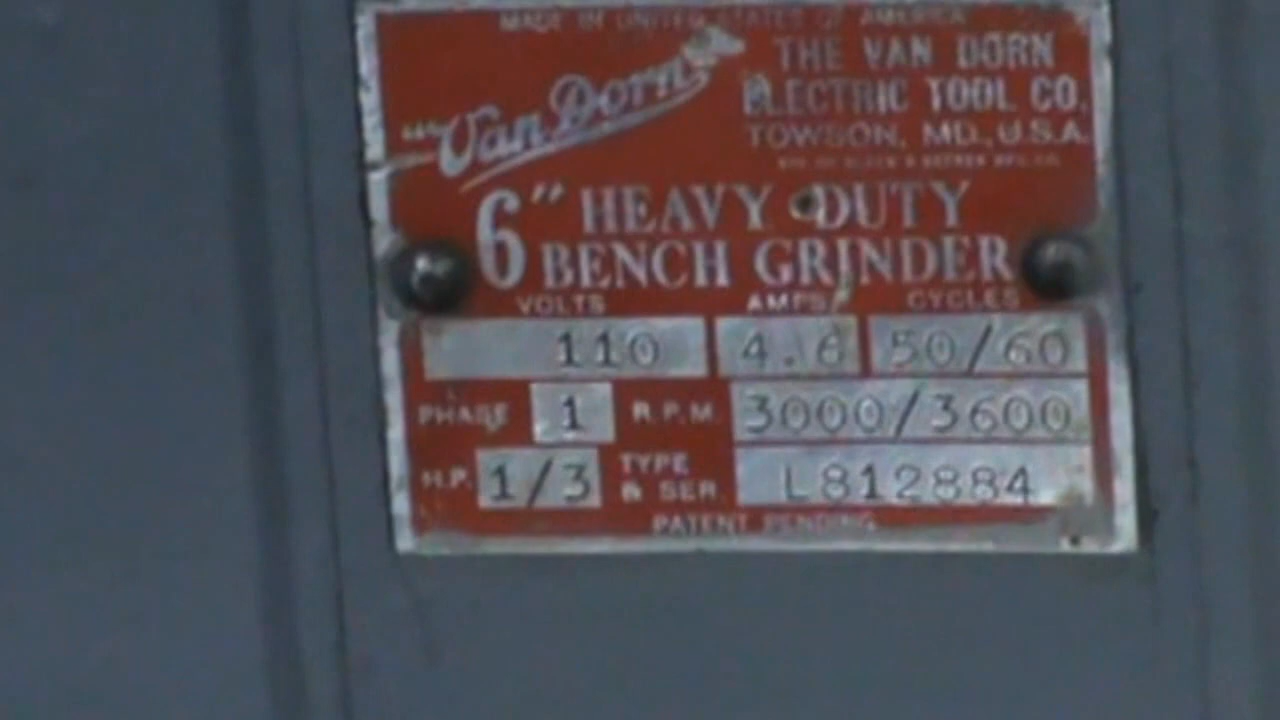 MADE IN UNITED STATES OF AMERICA
Van Dorn
THE VAN DORN
ELECTRIC TOOL CO.
TOWSON, MD., U.S.A.
6" HEAVY DUTY
BENCH GRINDER
VOLTS AMPS CYCLES
110 4.6 50/60
PHASE 1 R.P.M. 3000/3600
H.P. 1/3 TYPE & SER. L812884
PATENT PENDING